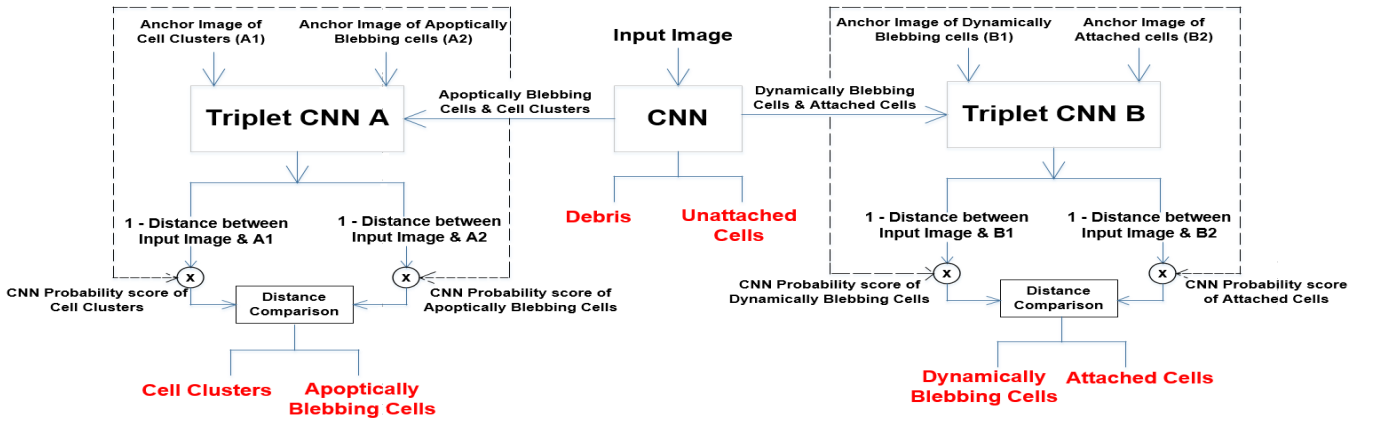 Anchor Image of
Cell Clusters (A1)
Anchor Image of Apoptically
Blebbing cells (A2)
Input Image
Anchor Image of Dynamically
Blebbing cells (B1)
Anchor Image of
Attached cells (B2)
Triplet CNN A
Apoptically Blebbing
Cells & Cell Clusters
CNN
Dynamically Blebbing
Cells & Attached Cells
Triplet CNN B
Debris
Unattached
Cells
1 - Distance between
Input Image & A1
1 - Distance between
Input Image & A2
1 - Distance between
Input Image & B1
1 - Distance between
Input Image & B2
x
x
x
x
CNN Probability score of
Cell Clusters
Distance
Comparison
CNN Probability score of
Apoptically Blebbing Cells
CNN Probability score
of Dynamically Blebbing Cells
Distance
Comparison
CNN Probability score
of Attached Cells
Cell Clusters
Apoptically
Blebbing Cells
Dynamically
Blebbing Cells
Attached Cells